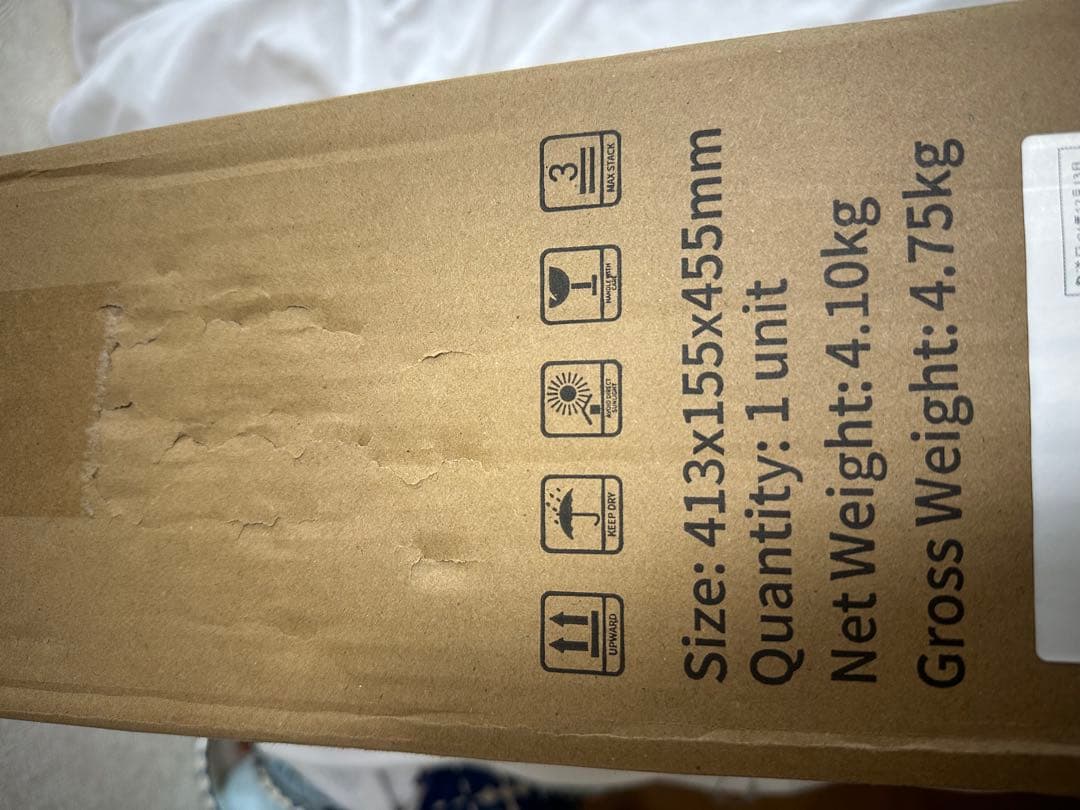 UPWARD
KEEP DRY
AVOID DIRECT
SUNLIGHT
HANDLE WITH
CARE
3
MAX STACK
Size: 413x155x455mm
Quantity: 1 unit
Net Weight: 4.10kg
Gross Weight: 4.75kg